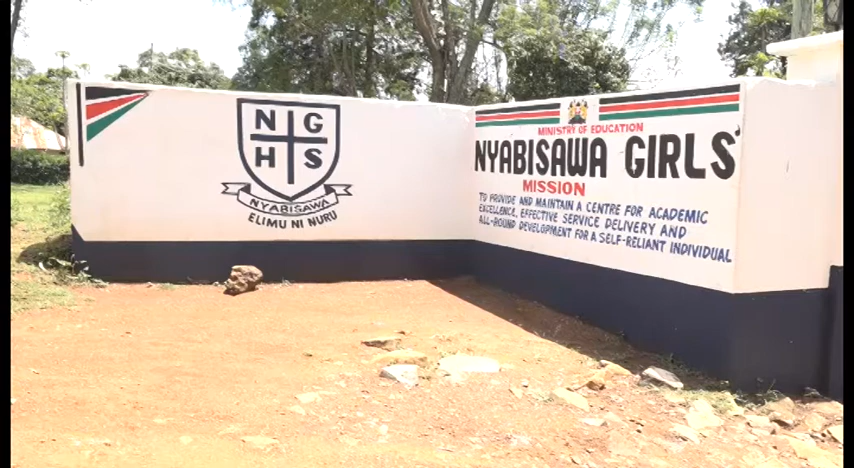 N G
H S
NYABISAWA
ELIMU NI NURU
MINISTRY OF EDUCATION
NYABISAWA GIRLS'
MISSION
TO PROVIDE AND MAINTAIN A CENTRE FOR ACADEMIC
EXCELLENCE, EFFECTIVE SERVICE DELIVERY AND
ALL-ROUND DEVELOPMENT FOR A SELF-RELIANT INDIVIDUAL